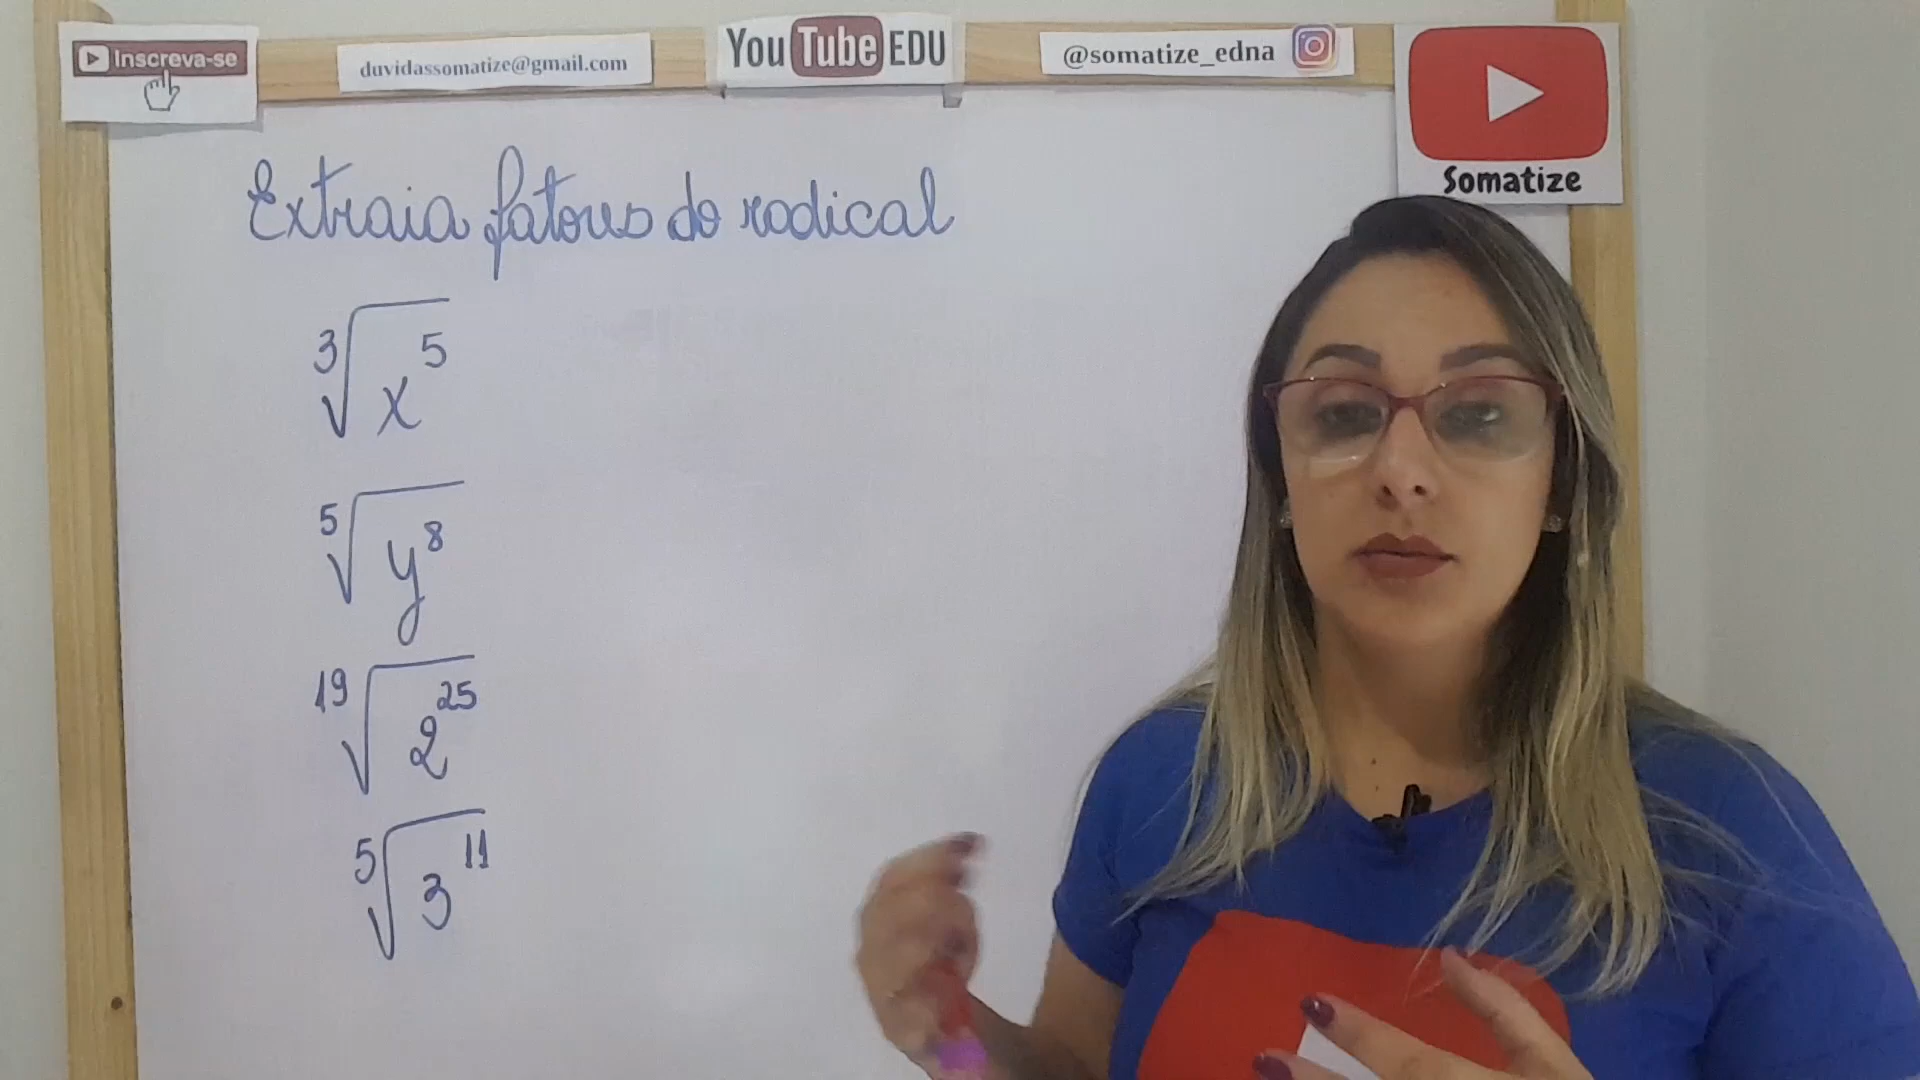 Inscreva-se
duvidassomatize@gmail.com
YouTube EDU
@somatize_edna
Somatize
Extraia fatores do radical
³√x⁵
⁵√y⁸
¹⁹√2²⁵
⁵√3¹¹